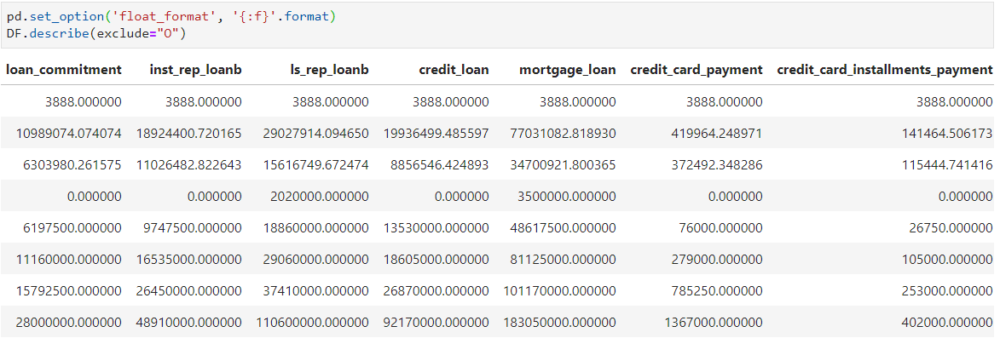 pd.set_option('float_format', '{:f}'.format)
DF.describe(exclude="O")
loan_commitment inst_rep_loanb ls_rep_loanb credit_loan mortgage_loan credit_card_payment credit_card_installments_payment
3888.000000 3888.000000 3888.000000 3888.000000 3888.000000 3888.000000 3888.000000
10989074.074074 18924400.720165 29027914.094650 19936499.485597 77031082.818930 419964.248971 141464.506173
6303980.261575 11026482.822643 15616749.672474 8856546.424893 34700921.800365 372492.348286 115444.741416
0.000000 0.000000 2020000.000000 0.000000 3500000.000000 0.000000 0.000000
6197500.000000 9747500.000000 18860000.000000 13530000.000000 48617500.000000 76000.000000 26750.000000
11160000.000000 16535000.000000 29060000.000000 18605000.000000 81125000.000000 279000.000000 105000.000000
15792500.000000 26450000.000000 37410000.000000 26870000.000000 101170000.000000 785250.000000 253000.000000
28000000.000000 48910000.000000 110600000.000000 92170000.000000 183050000.000000 1367000.000000 402000.000000